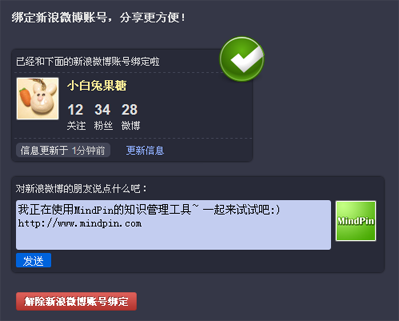 绑定新浪微博账号，分享更方便！
已经和下面的新浪微博账号绑定啦
小白兔果糖
12 34 28
关注 粉丝 微博
信息更新于 1分钟前 更新信息
对新浪微博的朋友说点什么吧：
我正在使用MindPin的知识管理工具~ 一起来试试吧:)
http://www.mindpin.com
MindPin
发送
解除新浪微博账号绑定